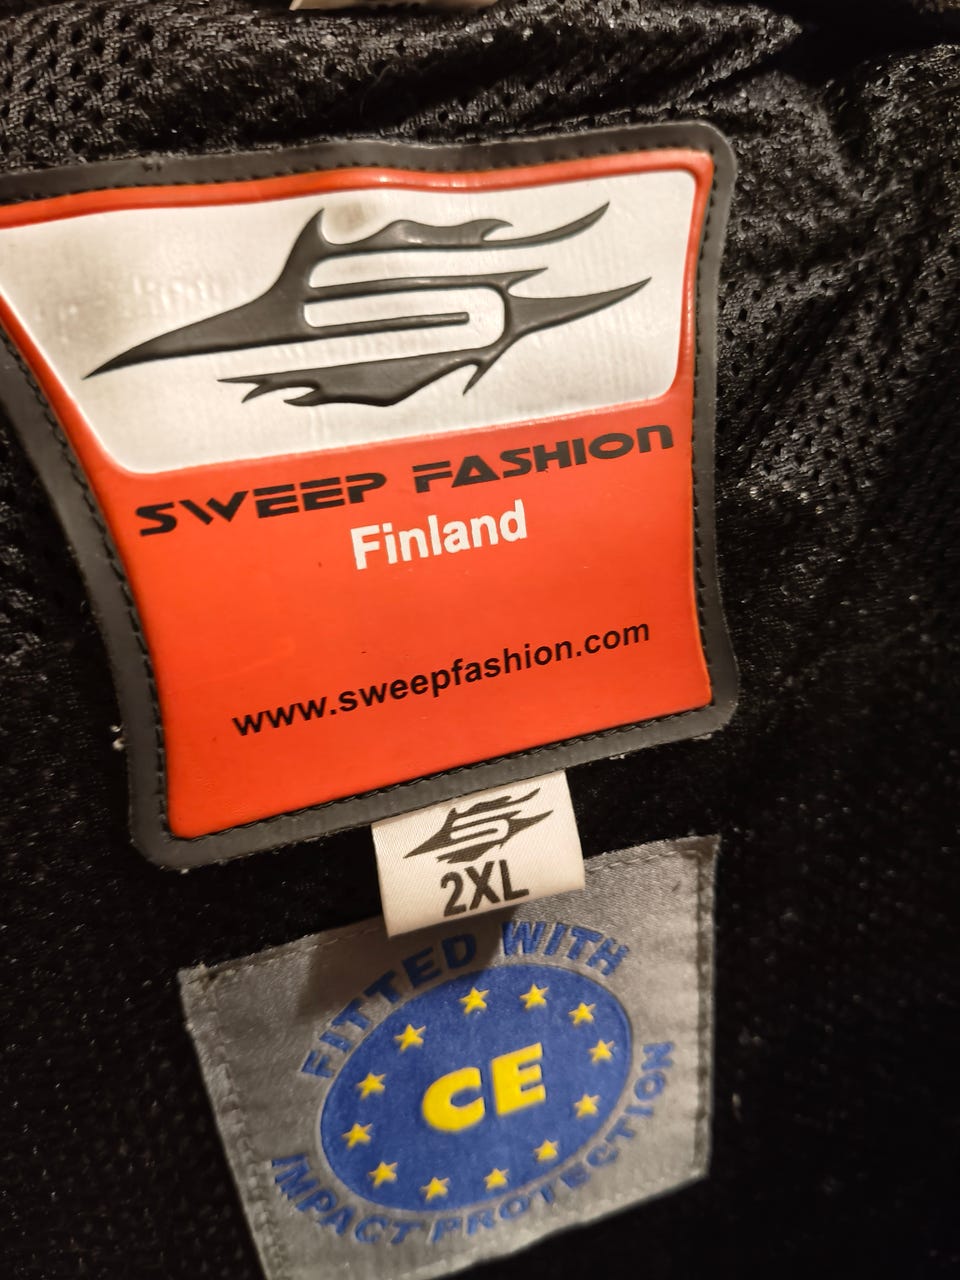 SWEEP FASHION
Finland
www.sweepfashion.com
2XL
FITTED WITH
CE
IMPACT PROTECTION